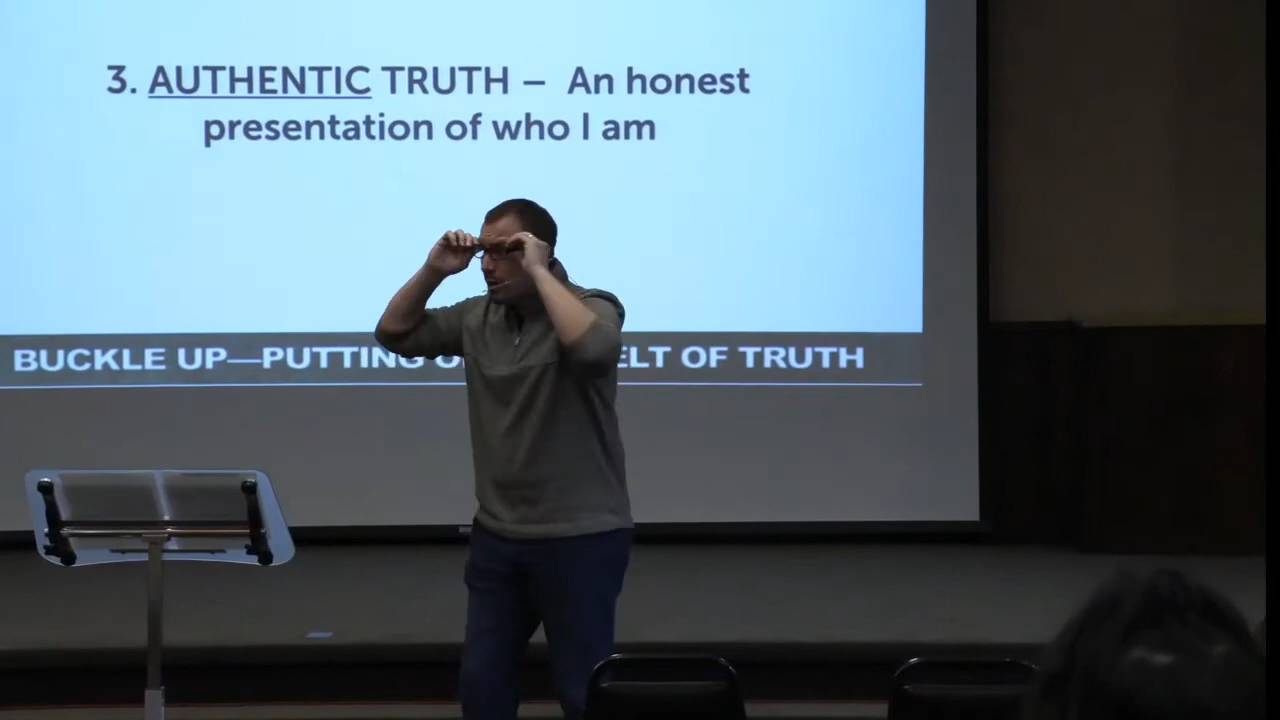 3. AUTHENTIC TRUTH – An honest
presentation of who I am
BUCKLE UP—PUTTING O ELT OF TRUTH